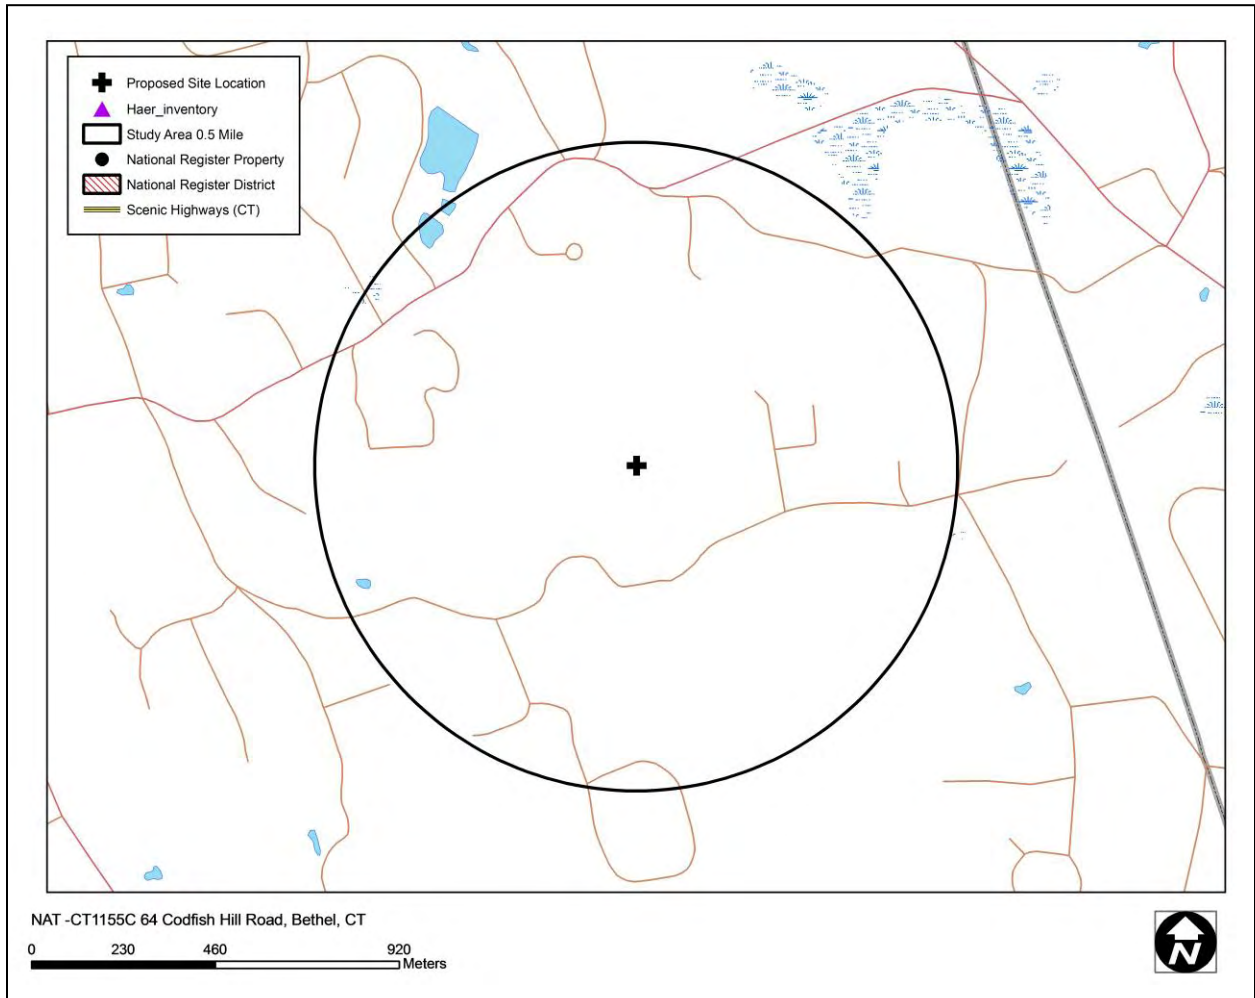 Proposed Site Location
Haer_inventory
Study Area 0.5 Mile
National Register Property
National Register District
Scenic Highways (CT)
NAT -CT1155C 64 Codfish Hill Road, Bethel, CT
0 230 460 920
Meters
N